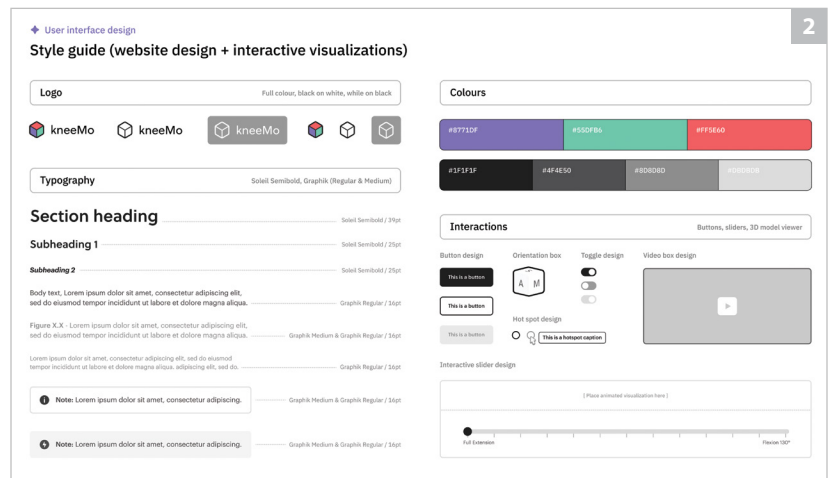 User interface design
2
Style guide (website design + interactive visualizations)
Logo
Full colour, black on white, while on black
kneeMo
kneeMo
kneeMo
Typography
Soleil Semibold, Graphik (Regular & Medium)
Section heading
Soleil Semibold / 39pt
Subheading 1
Soleil Semibold / 25pt
Subheading 2
Soleil Semibold / 25pt
Body text, Lorem ipsum dolor sit amet, consectetur adipiscing elit,
sed do eiusmod tempor incididunt ut labore et dolore magna aliqua.
Graphik Regular / 16pt
Figure X.X - Lorem ipsum dolor sit amet, consectetur adipiscing elit,
sed do eiusmod tempor incididunt ut labore et dolore magna aliqua.
Graphik Medium & Graphik Regular / 16pt
Lorem ipsum dolor sit amet, consectetur adipiscing elit, sed do eiusmod
tempor incididunt ut labore et dolore magna aliqua. adipiscing elit, sed do.
Graphik Regular / 16pt
Note: Lorem ipsum dolor sit amet, consectetur adipiscing.
Graphik Medium & Graphik Regular / 16pt
Note: Lorem ipsum dolor sit amet, consectetur adipiscing.
Graphik Medium & Graphik Regular / 16pt
Colours
#8771DF
#55DFB6
#FF5E60
#1F1F1F
#4F4E50
#8D8D8D
#DBDBDB
Interactions
Buttons, sliders, 3D model viewer
Button design
Orientation box
Toggle design
Video box design
This is a button
A M
This is a button
Hot spot design
This is a button
This is a hotspot caption
Interactive slider design
[ Place animated visualization here ]
Full Extension
Flexion 130°